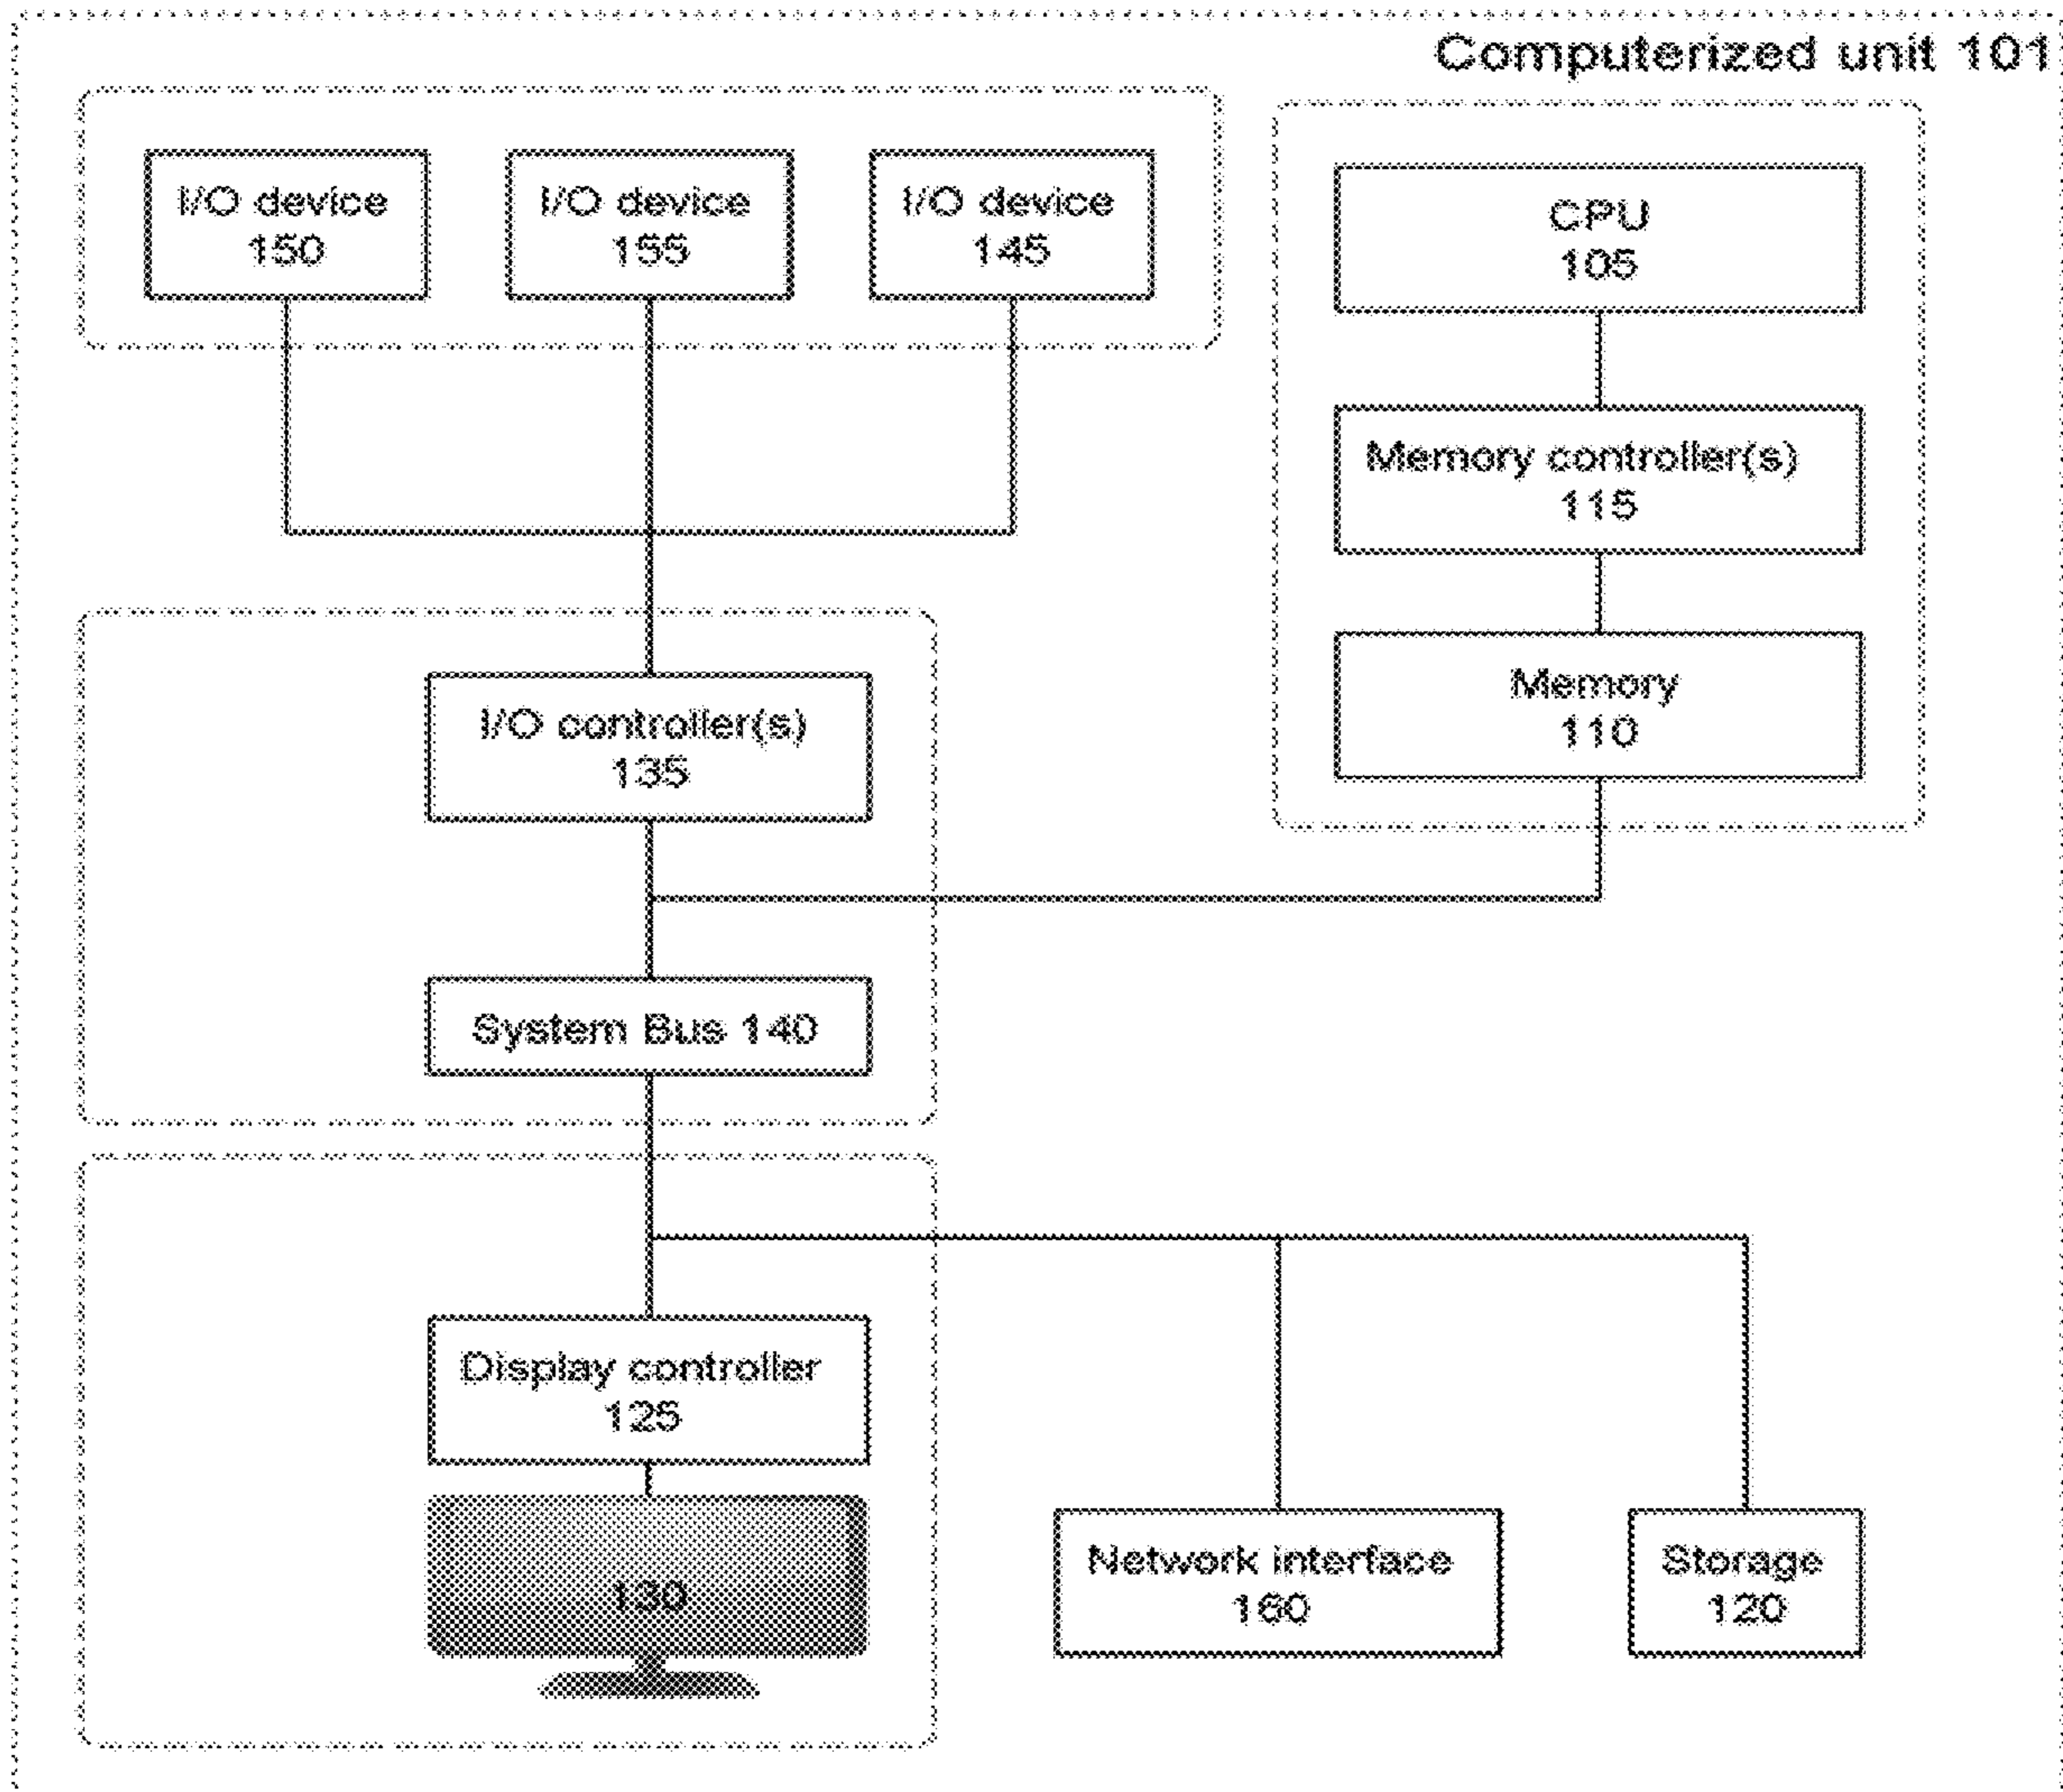 Computerized unit 101
I/O device
150
I/O device
155
I/O device
145
CPU
105
Memory controller(s)
115
Memory
110
I/O controller(s)
135
System Bus 140
Display controller
125
130
Network interface
160
Storage
120